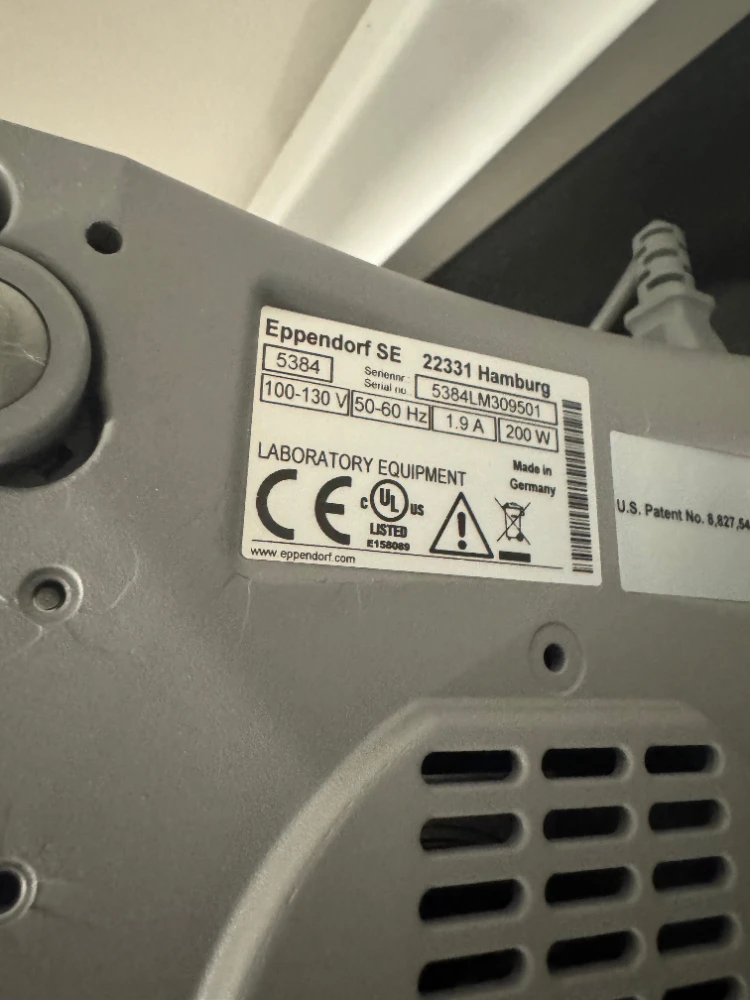 Eppendorf SE 22331 Hamburg
5384 Seriennr. 5384LM309501
Serial no.
100-130 V 50-60 Hz 1.9 A 200 W
LABORATORY EQUIPMENT
Made in
Germany
CE
C UL US
LISTED
E158089
www.eppendorf.com
U.S. Patent No. 8,827,54